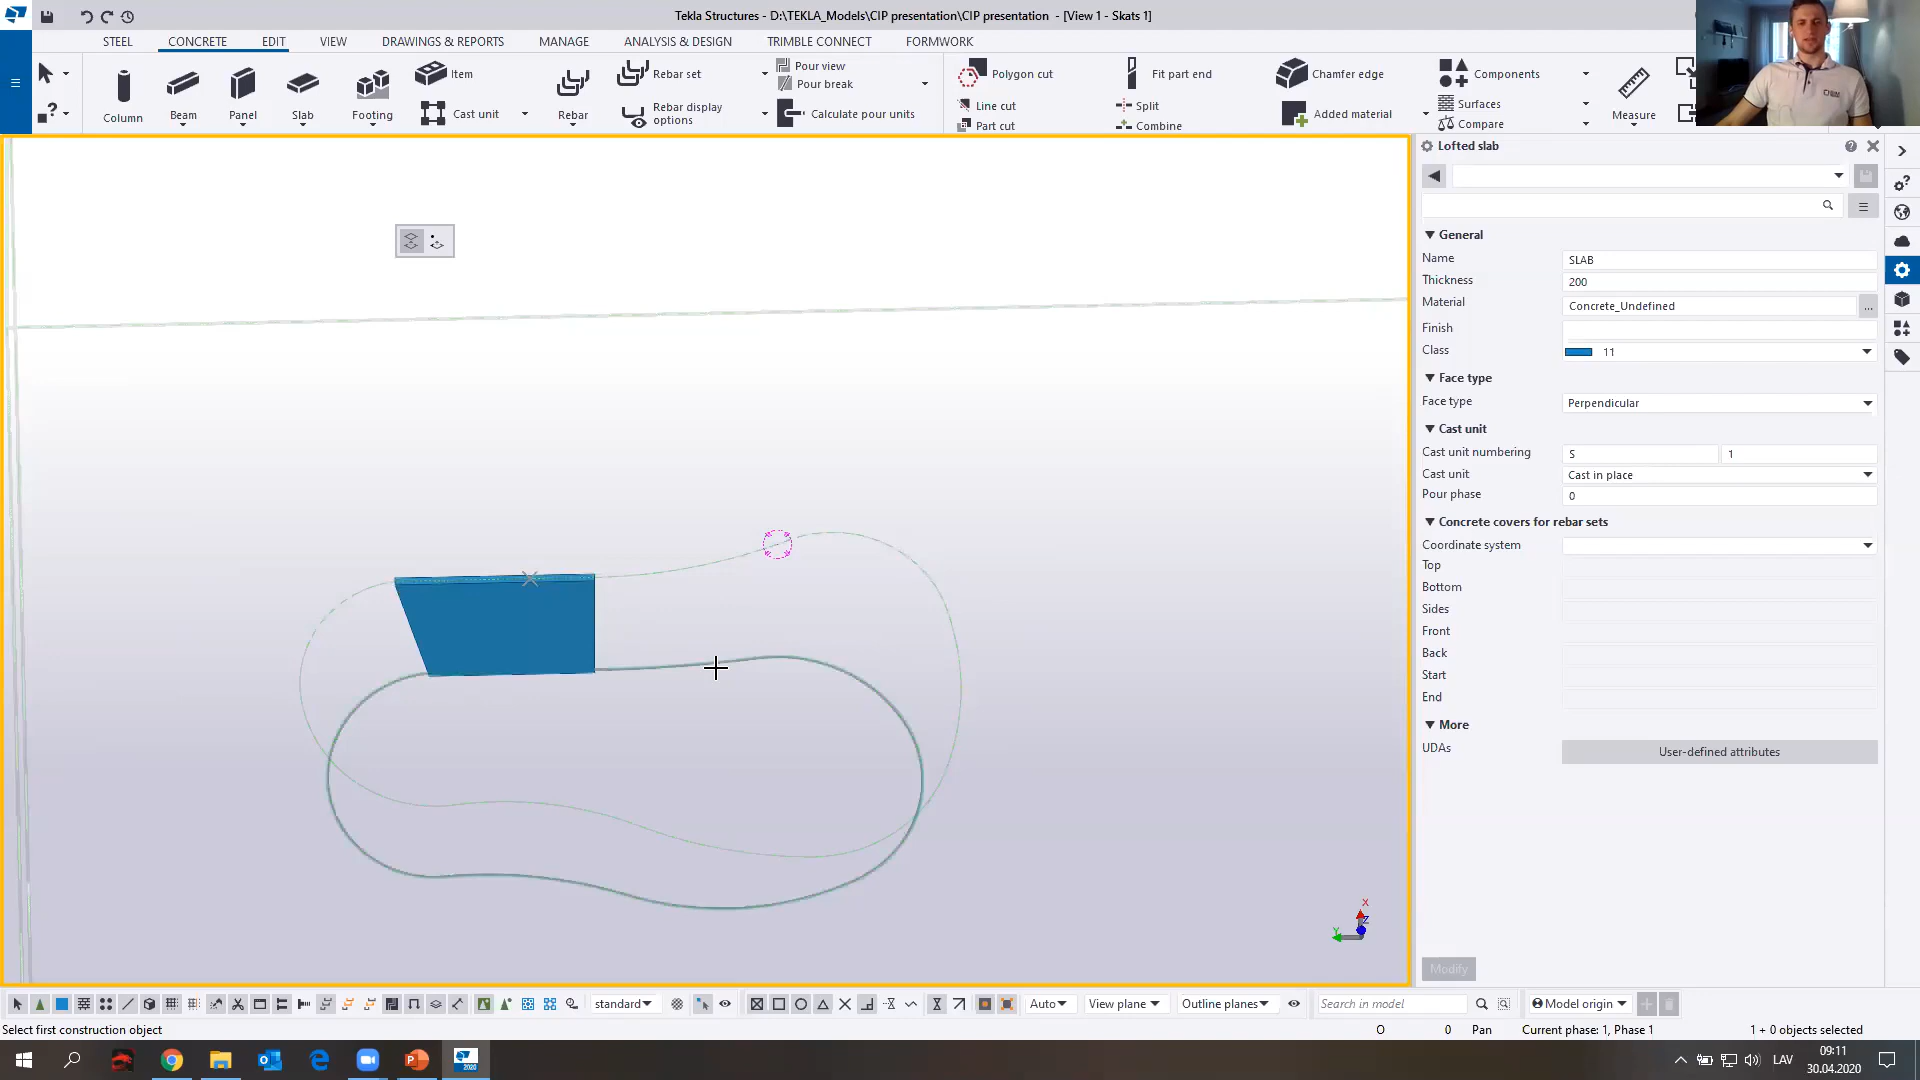 Tekla Structures - D:\TEKLA_Models\CIP presentation\CIP presentation - [View 1 - Skats 1]
STEEL CONCRETE EDIT VIEW DRAWINGS & REPORTS MANAGE ANALYSIS & DESIGN TRIMBLE CONNECT FORMWORK
Column
Beam
Panel
Slab
Footing
Item
Cast unit
Rebar
Rebar set
Rebar display options
Pour view
Pour break
Calculate pour units
Polygon cut
Line cut
Part cut
Fit part end
Split
Combine
Chamfer edge
Added material
Components
Surfaces
Compare
Measure
Lofted slab
General
Name SLAB
Thickness 200
Material Concrete_Undefined ...
Finish
Class 11
Face type
Face type Perpendicular
Cast unit
Cast unit numbering S 1
Cast unit Cast in place
Pour phase 0
Concrete covers for rebar sets
Coordinate system
Top
Bottom
Sides
Front
Back
Start
End
More
UDAs User-defined attributes
Modify
X
Y
Z
standard Auto View plane Outline planes Search in model Model origin
Select first construction object O 0 Pan Current phase: 1, Phase 1 1 + 0 objects selected
2020
LAV
09:11
30.04.2020